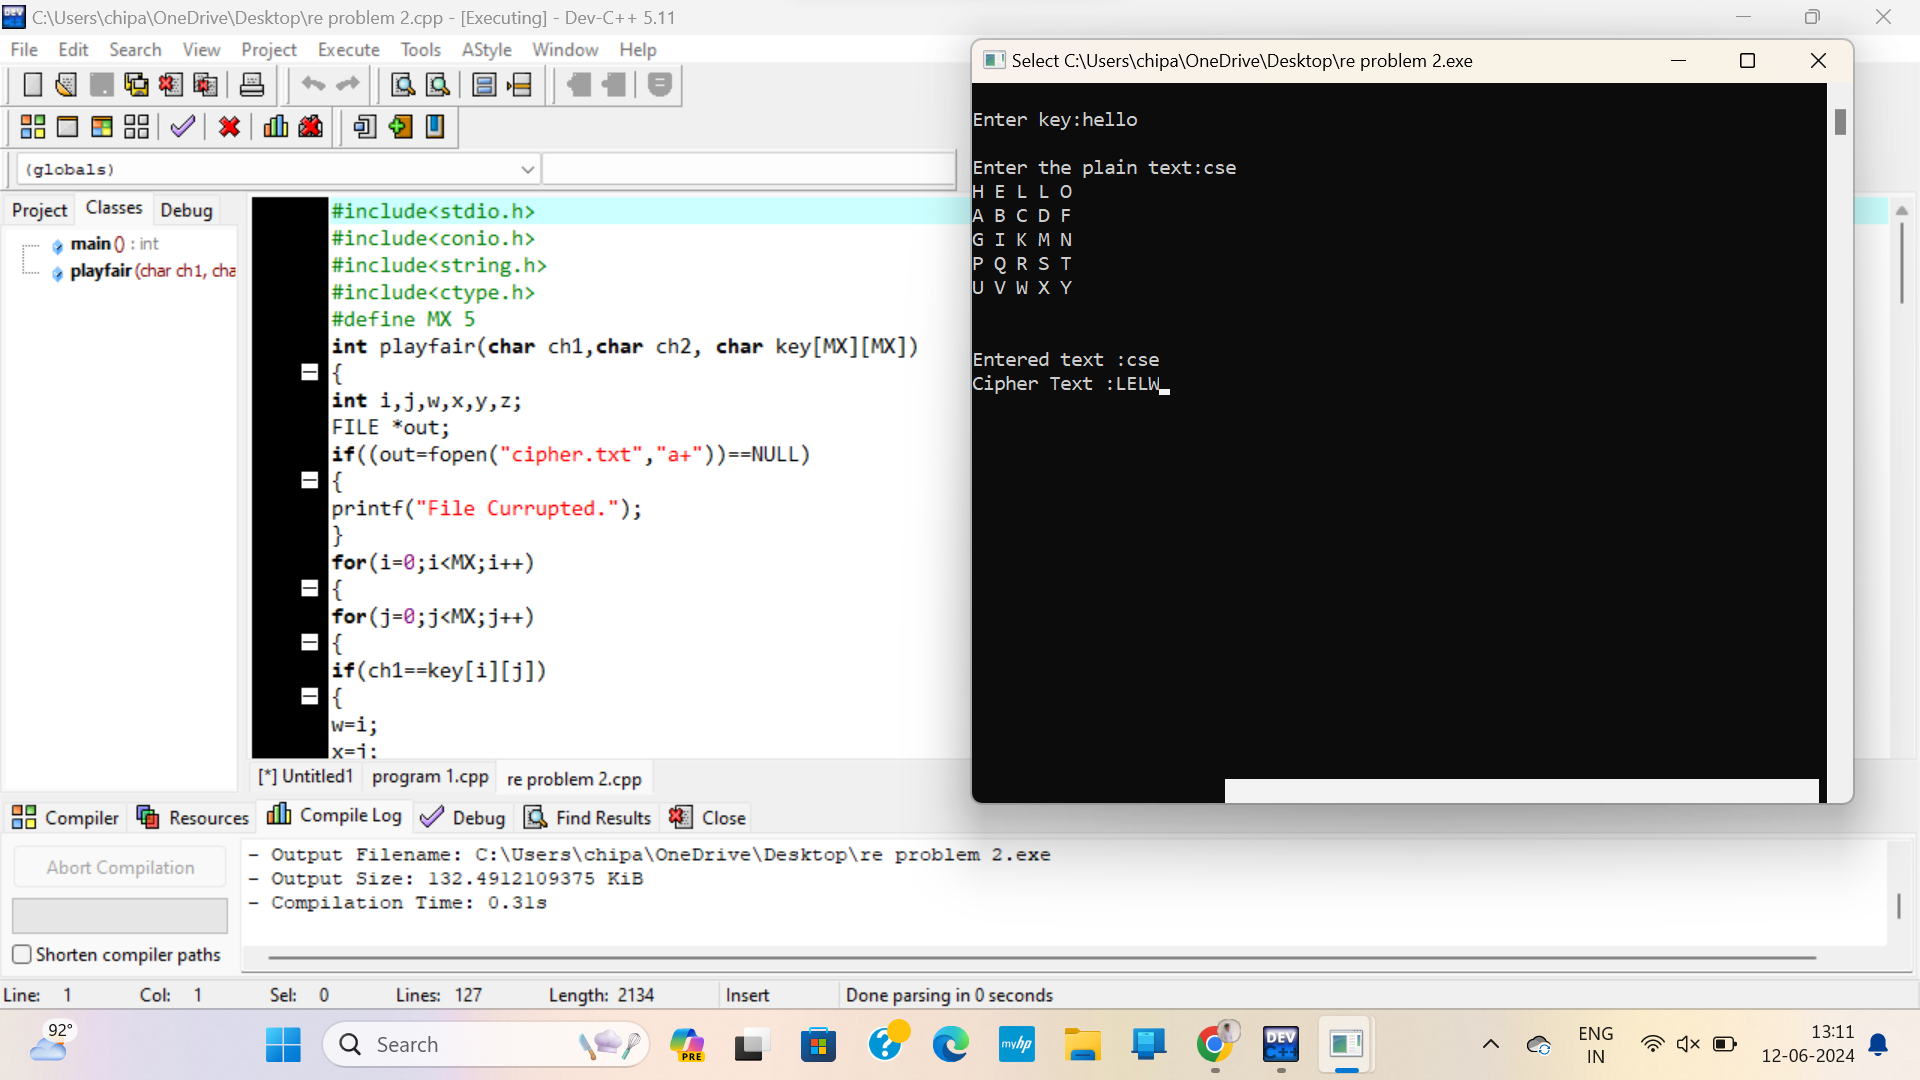 C:\Users\chipa\OneDrive\Desktop\re problem 2.cpp - [Executing] - Dev-C++ 5.11
File Edit Search View Project Execute Tools AStyle Window Help
(globals)
Project Classes Debug
main () : int
playfair (char ch1, cha
#include<stdio.h>
#include<conio.h>
#include<string.h>
#include<ctype.h>
#define MX 5
int playfair(char ch1,char ch2, char key[MX][MX])
{
int i,j,w,x,y,z;
FILE *out;
if((out=fopen("cipher.txt","a+"))==NULL)
{
printf("File Currupted.");
}
for(i=0;i<MX;i++)
{
for(j=0;j<MX;j++)
{
if(ch1==key[i][j])
{
w=i;
x=j;
[*] Untitled1 program 1.cpp re problem 2.cpp
Select C:\Users\chipa\OneDrive\Desktop\re problem 2.exe
Enter key:hello
Enter the plain text:cse
H E L L O
A B C D F
G I K M N
P Q R S T
U V W X Y
Entered text :cse
Cipher Text :LELW
Compiler Resources Compile Log Debug Find Results Close
Abort Compilation
Shorten compiler paths
- Output Filename: C:\Users\chipa\OneDrive\Desktop\re problem 2.exe
- Output Size: 132.4912109375 KiB
- Compilation Time: 0.31s
Line: 1 Col: 1 Sel: 0 Lines: 127 Length: 2134 Insert Done parsing in 0 seconds
92°
Search
PRE
myhp
DEV C++
ENG
IN
13:11
12-06-2024